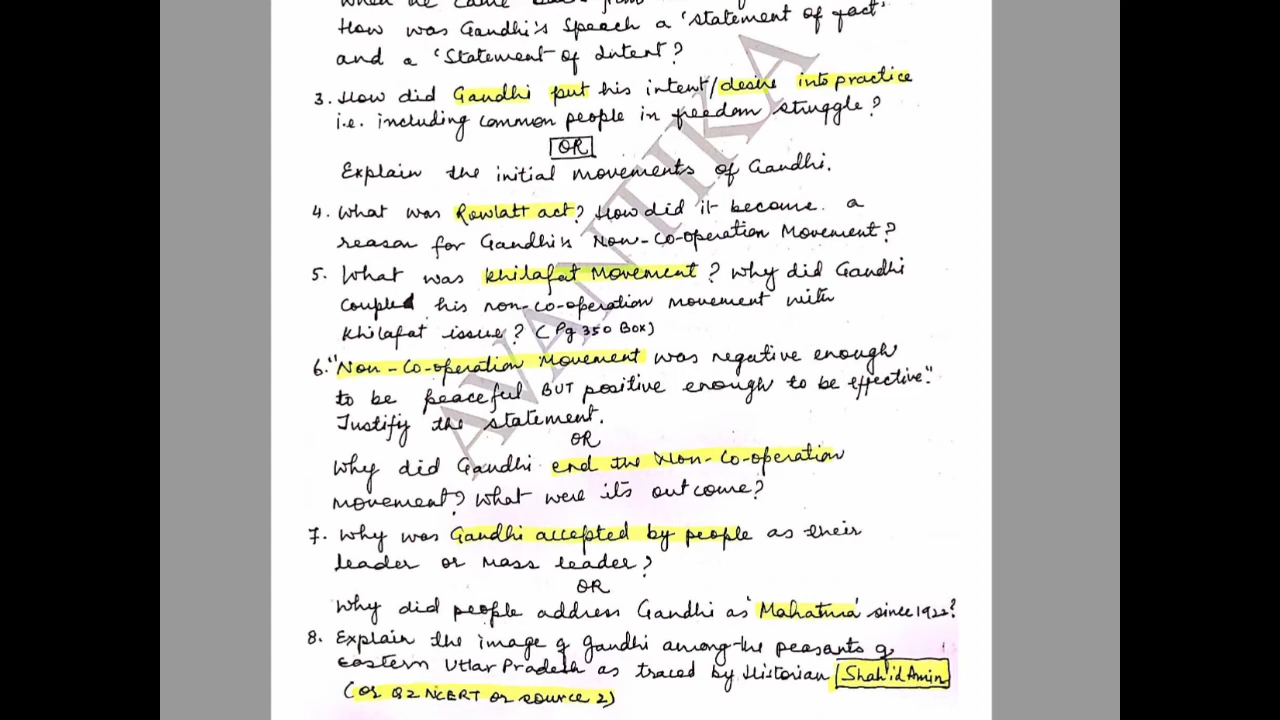 How was Gandhi's speech a 'statement of fact'
and a 'Statement of Intent?
3. How did Gandhi put his intent/desire into practice
i.e. including common people in freedom struggle?
OR
Explain the initial movements of Gandhi.
4. What was Rowlatt act? How did it become a
reason for Gandhi's Non-Co-operation Movement?
5. What was Khilafat Movement? Why did Gandhi
coupled his non-co-operation movement with
Khilafat issue? (Pg 350 Box)
6. "Non-Co-operation Movement was negative enough
to be peaceful BUT positive enough to be effective."
Justify the statement.
OR
Why did Gandhi end the Non-Co-operation
movement? What were it's outcome?
7. Why was Gandhi accepted by people as their
leader or mass leader?
OR
Why did people address Gandhi as 'Mahatma' since 1922?
8. Explain the image of Gandhi among the peasants of
Eastern Uttar Pradesh as traced by Historian Shahid Amin
(or Q2 NCERT or source 2)
AVANTIKA